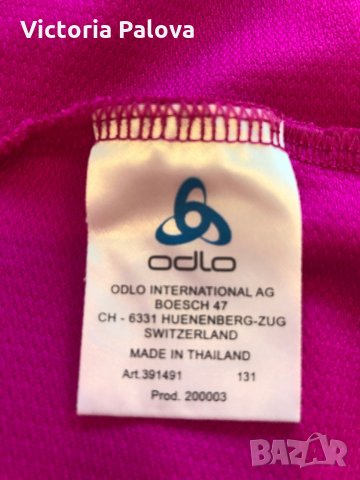 Victoria Palova
odlo
ODLO INTERNATIONAL AG
BOESCH 47
CH - 6331 HUENENBERG-ZUG
SWITZERLAND
MADE IN THAILAND
Art.391491 131
Prod. 200003
BAZAR